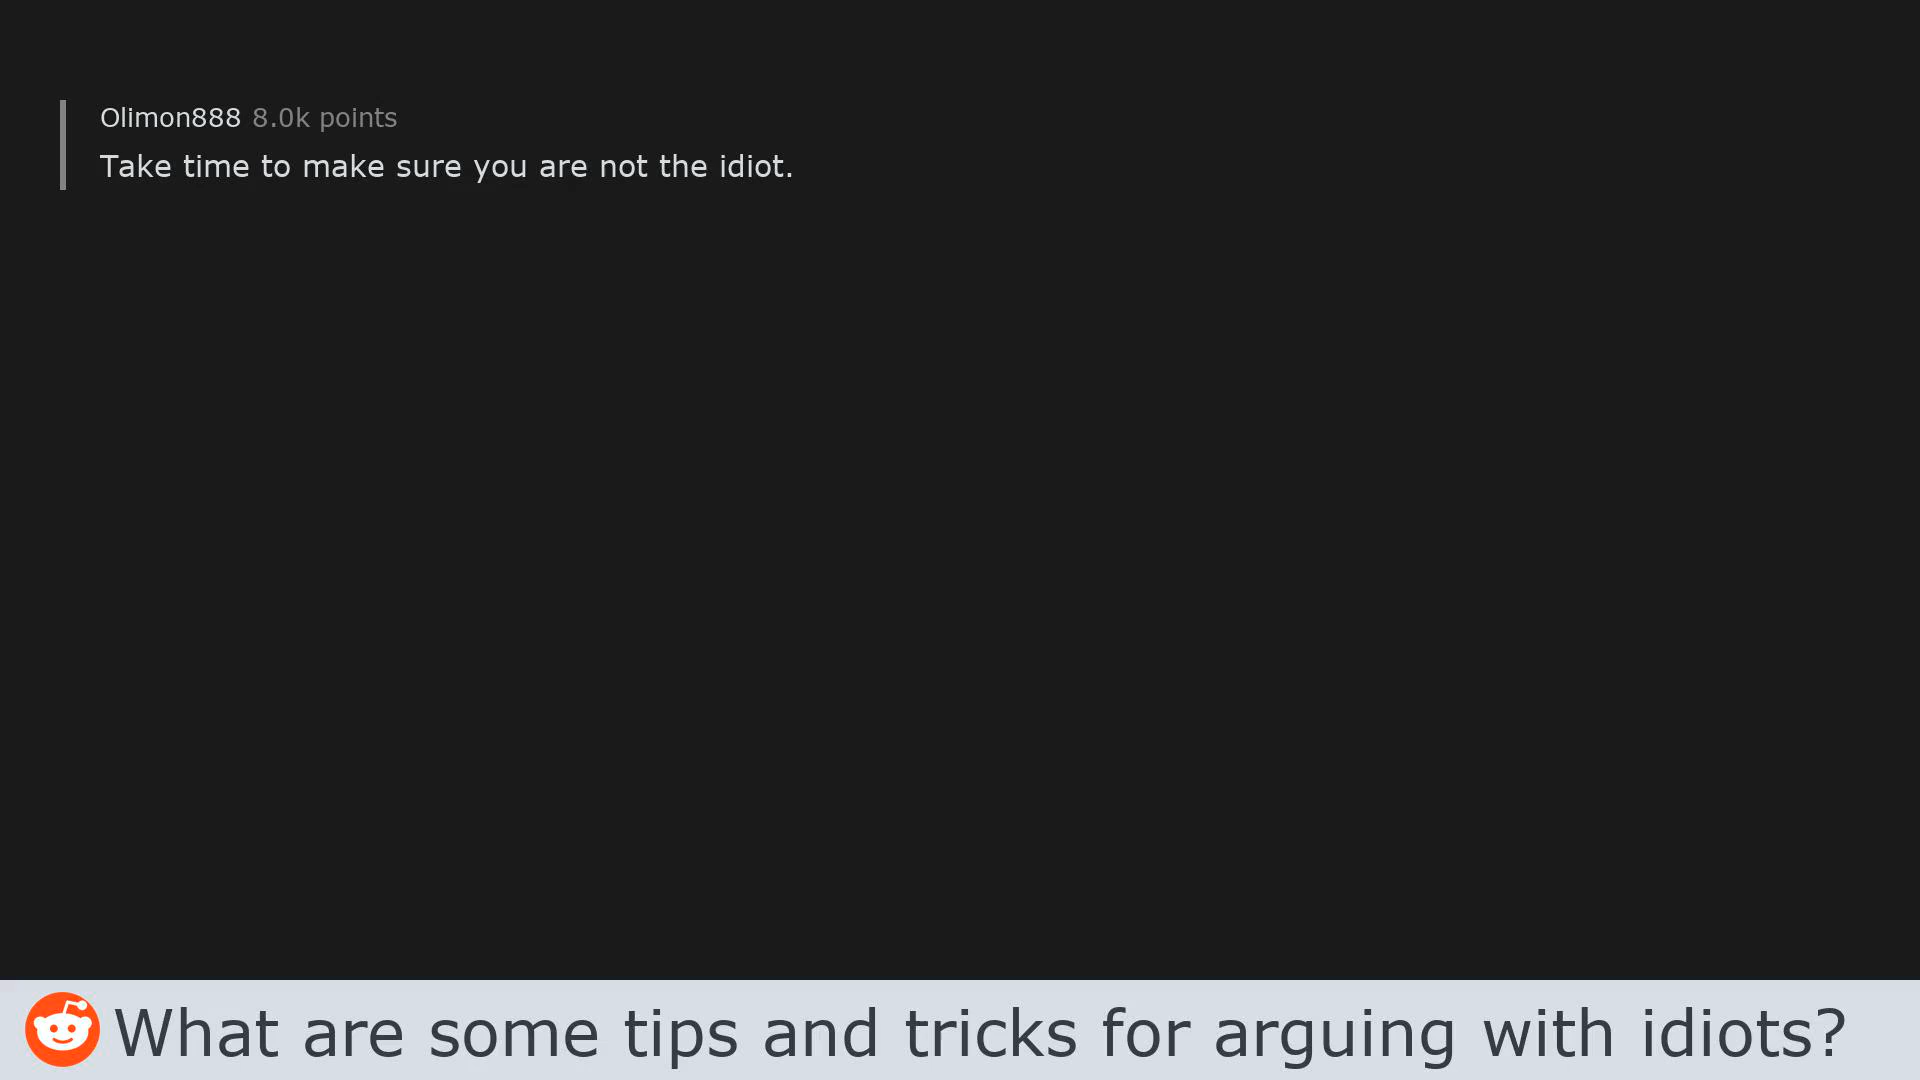 Olimon888 8.0k points
Take time to make sure you are not the idiot.
What are some tips and tricks for arguing with idiots?